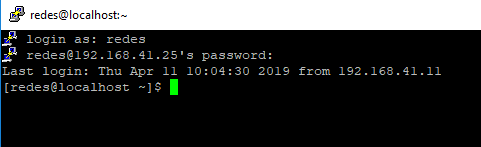 redes@localhost:~
login as: redes
redes@192.168.41.25's password:
Last login: Thu Apr 11 10:04:30 2019 from 192.168.41.11
[redes@localhost ~]$